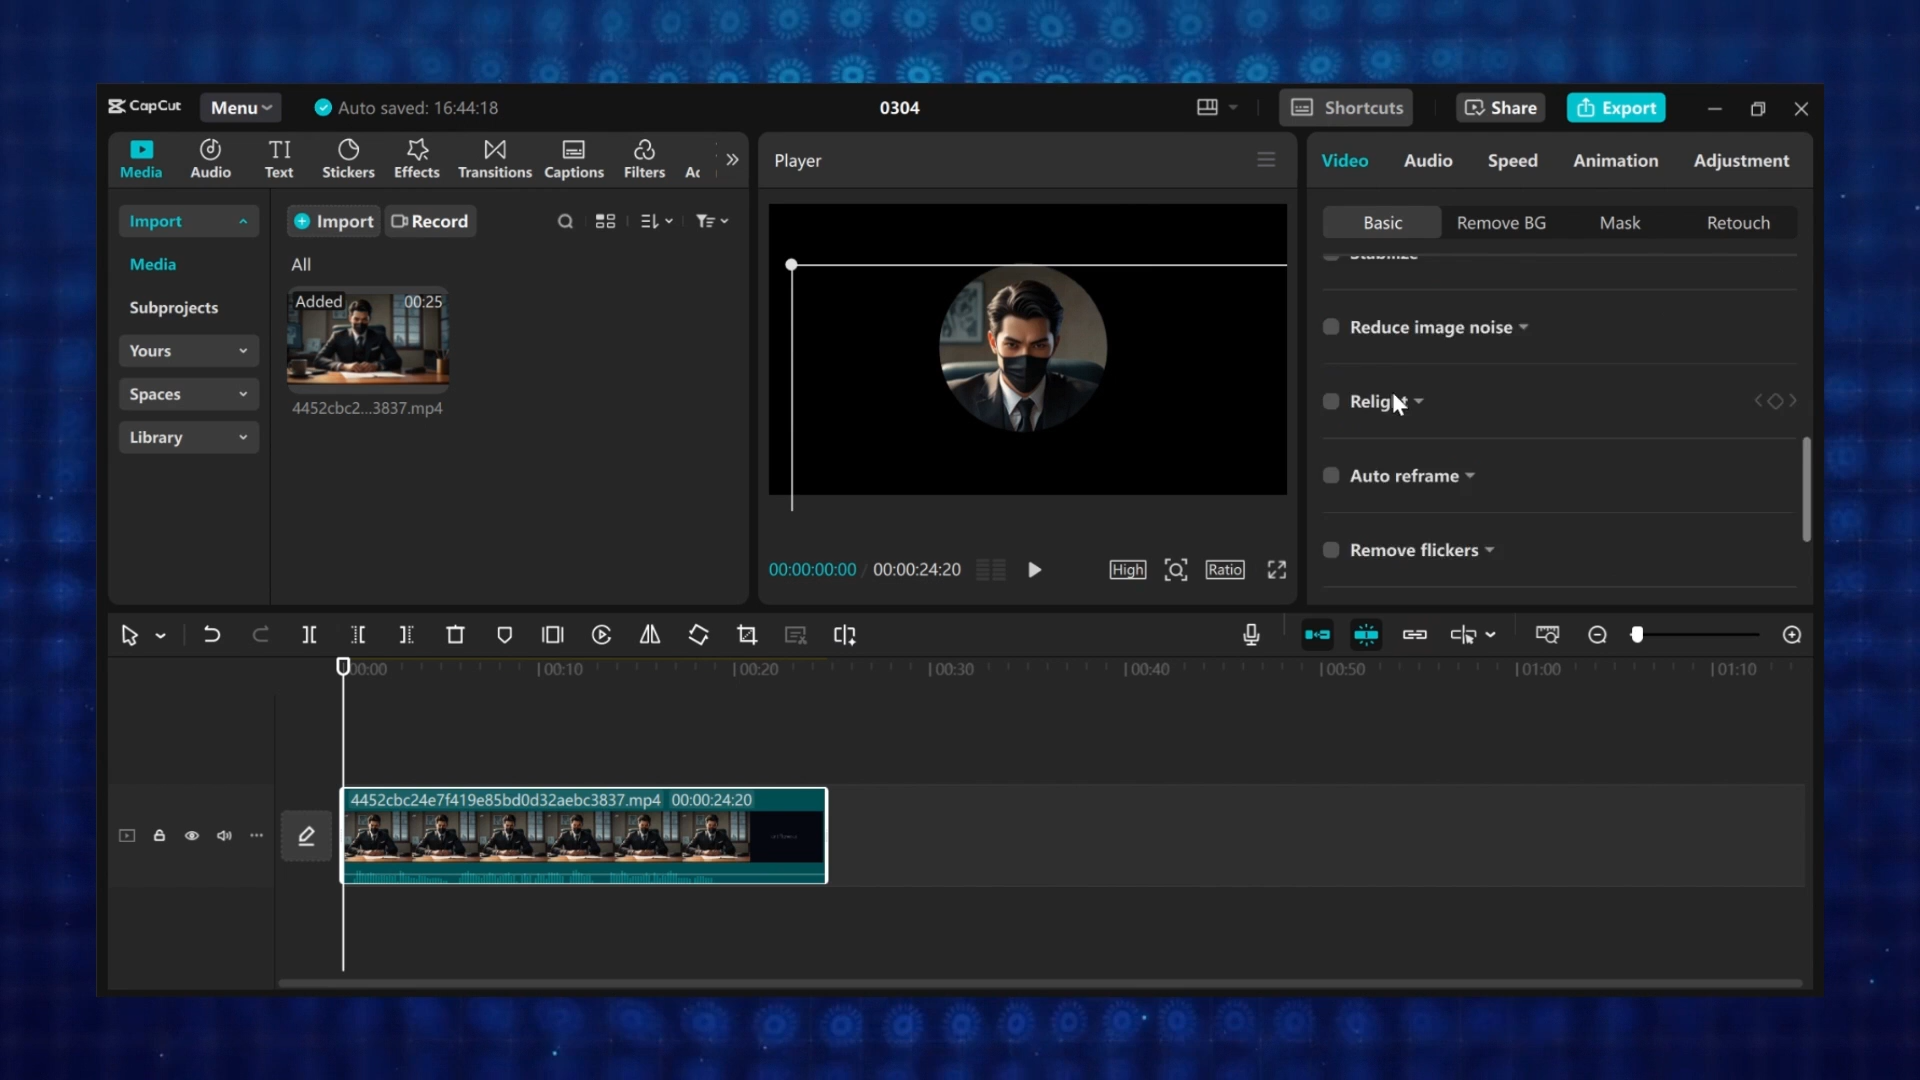 CapCut
Menu
Auto saved: 16:44:18
0304
Shortcuts
Share
Export
Media
Audio
Text
Stickers
Effects
Transitions
Captions
Filters
Player
Video
Audio
Speed
Animation
Adjustment
Import
Media
Subprojects
Yours
Spaces
Library
Import
Record
All
Added
00:25
4452cbc2...3837.mp4
00:00:00:00 / 00:00:24:20
High
Ratio
Basic
Remove BG
Mask
Retouch
Stabilize
Reduce image noise
Relight
Auto reframe
Remove flickers
00:00
00:10
00:20
00:30
00:40
00:50
01:00
01:10
4452cbc24e7f419e85bd0d32aebc3837.mp4 00:00:24:20